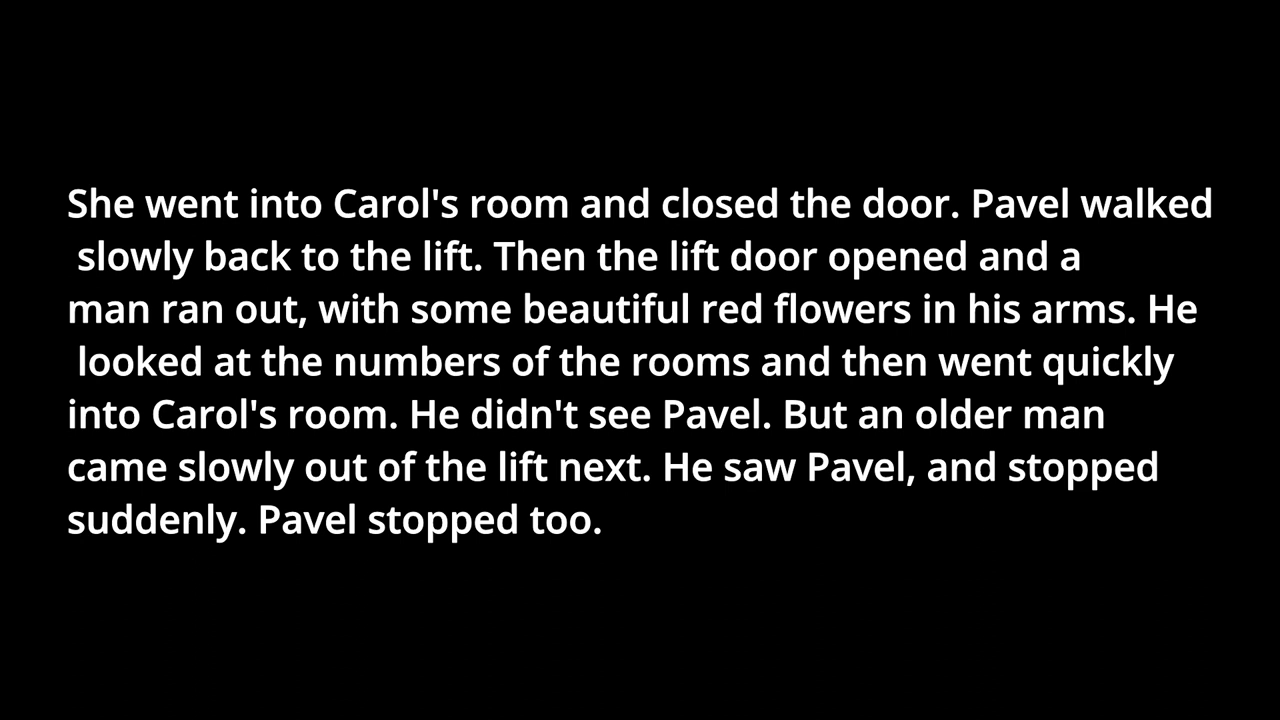 She went into Carol's room and closed the door. Pavel walked
slowly back to the lift. Then the lift door opened and a
man ran out, with some beautiful red flowers in his arms. He
looked at the numbers of the rooms and then went quickly
into Carol's room. He didn't see Pavel. But an older man
came slowly out of the lift next. He saw Pavel, and stopped
suddenly. Pavel stopped too.